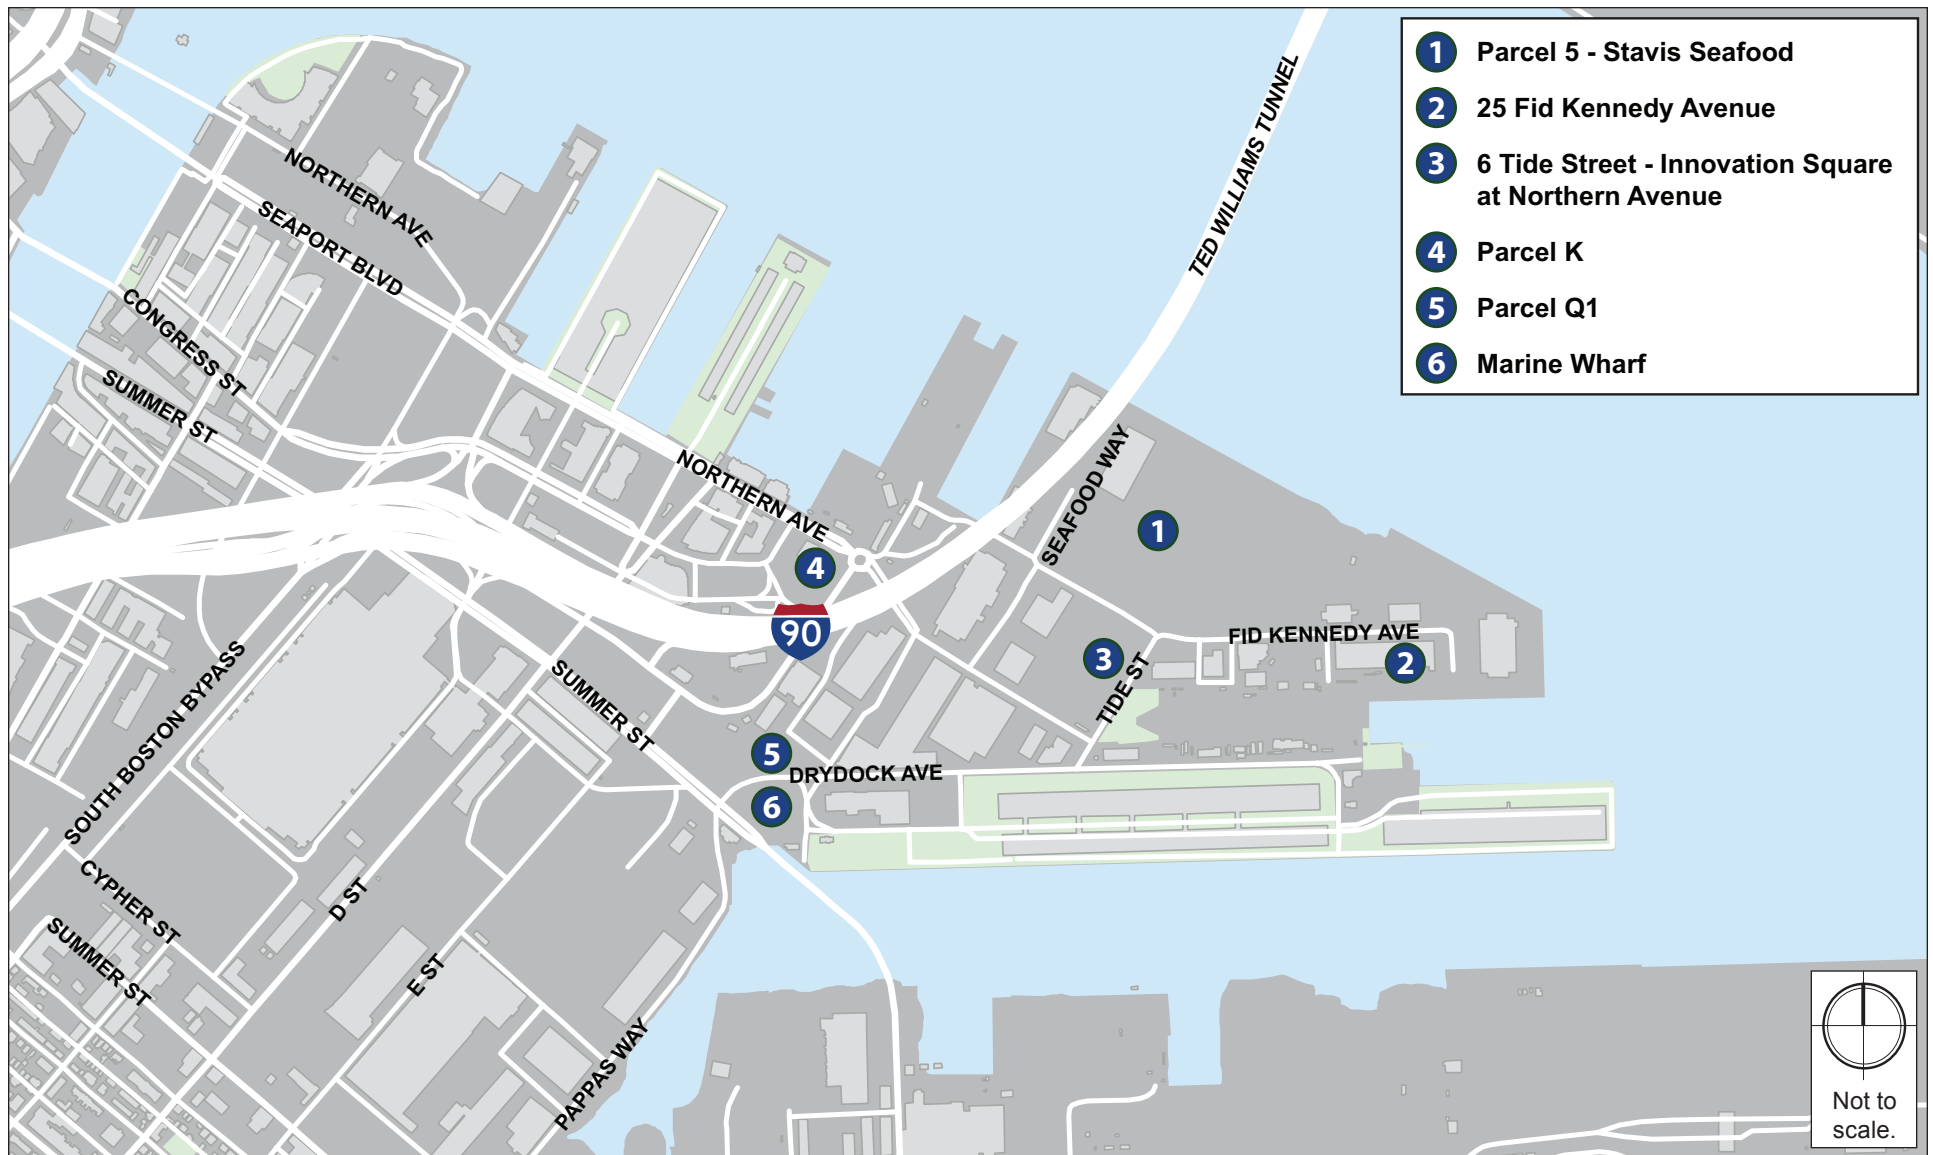 1 Parcel 5 - Stavis Seafood
2 25 Fid Kennedy Avenue
3 6 Tide Street - Innovation Square
at Northern Avenue
4 Parcel K
5 Parcel Q1
6 Marine Wharf
TED WILLIAMS TUNNEL
NORTHERN AVE
SEAPORT BLVD
CONGRESS ST
SUMMER ST
NORTHERN AVE
SEAFOOD WAY
1
4
90
FID KENNEDY AVE
2
3
TIDE ST
SUMMER ST
SOUTH BOSTON BYPASS
5
DRYDOCK AVE
6
CYPHER ST
D ST
SUMMER ST
E ST
PAPPAS WAY
Not to
scale.